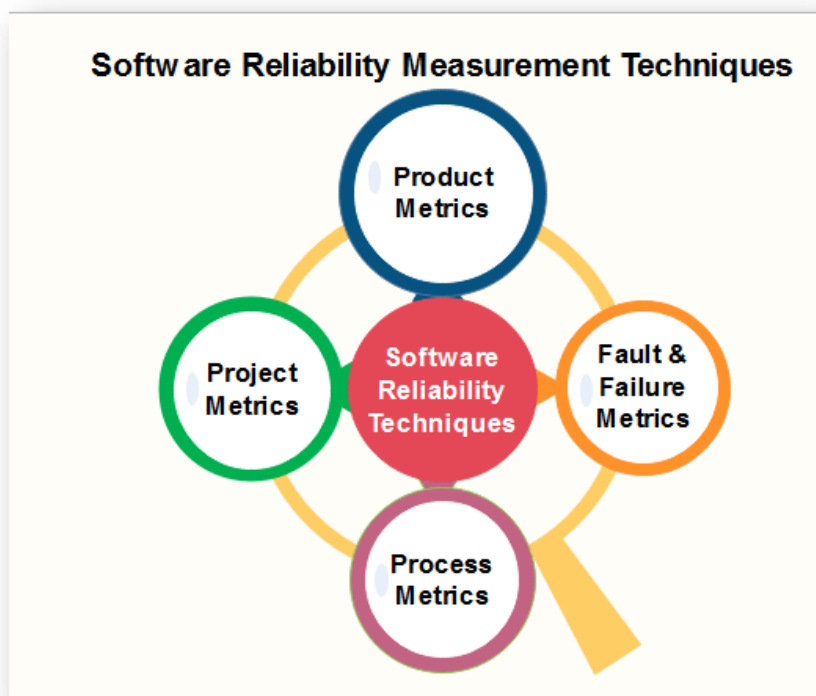 Software Reliability Measurement Techniques
Product
Metrics
Project
Metrics
Software
Reliability
Techniques
Fault &
Failure
Metrics
Process
Metrics